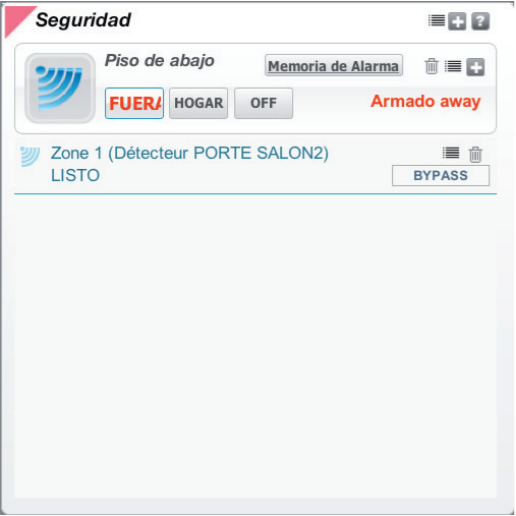 Seguridad
Piso de abajo
Memoria de Alarma
FUERA
HOGAR
OFF
Armado away
Zone 1 (Détecteur PORTE SALON2)
LISTO
BYPASS